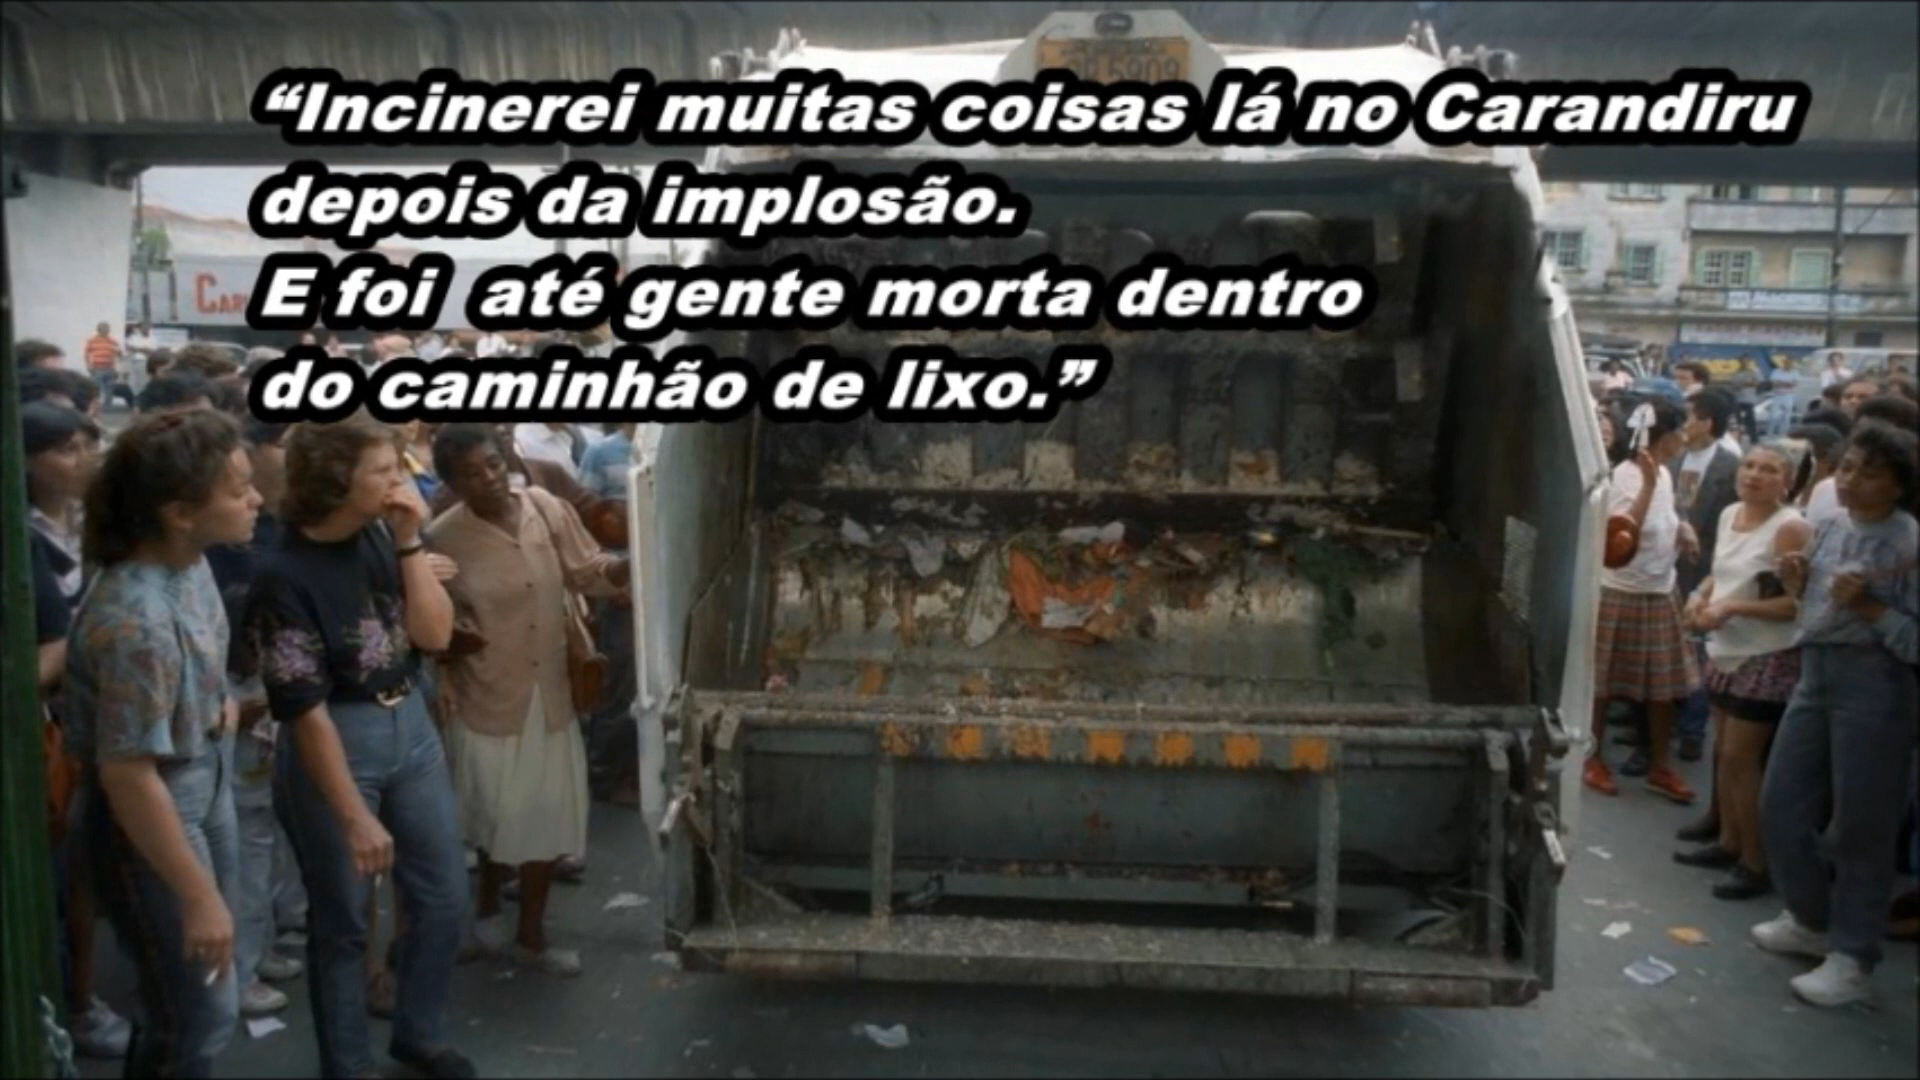 “Incinerei muitas coisas lá no Carandiru
depois da implosão.
E foi até gente morta dentro
do caminhão de lixo.”